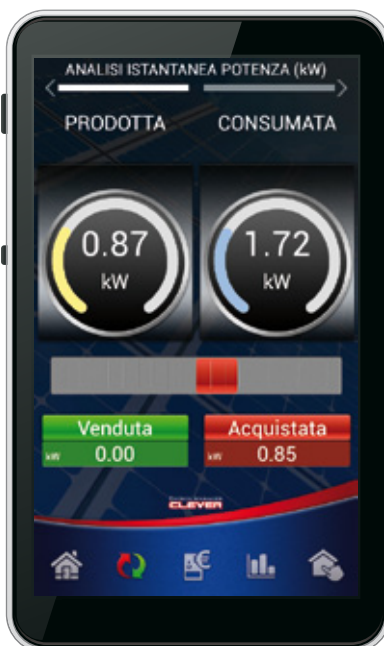 ANALISI ISTANTANEA POTENZA (kW)
PRODOTTA CONSUMATA
0.87 1.72
kW kW
Venduta Acquistata
kW 0.00 kW 0.85
CLEVER